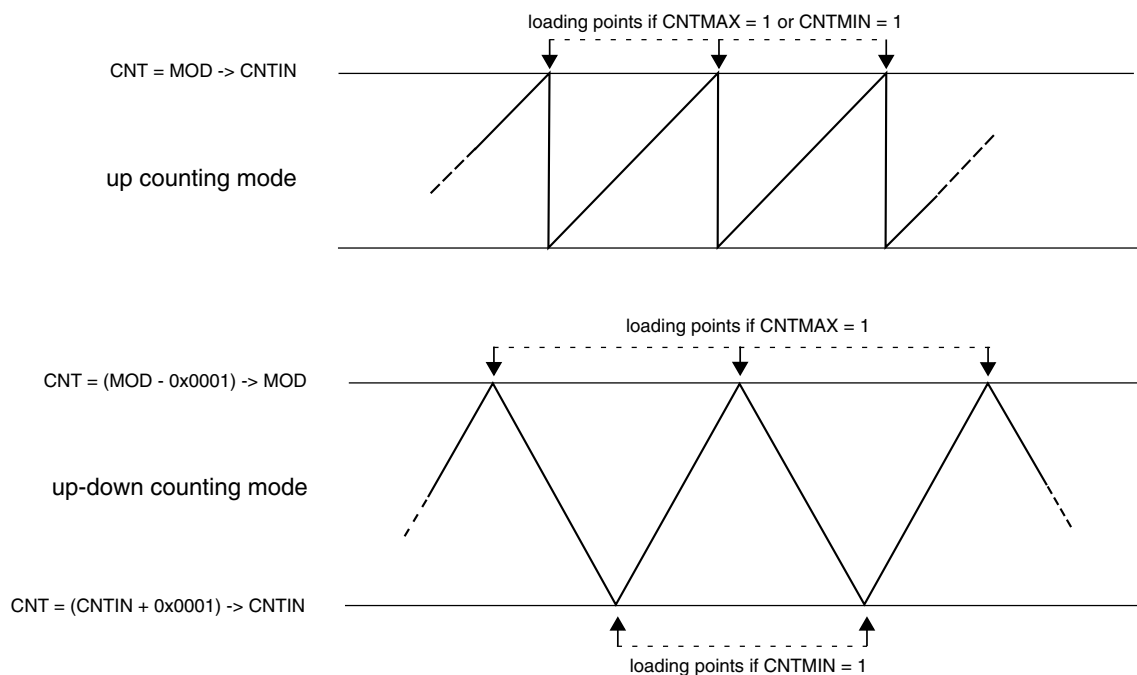 loading points if CNTMAX = 1 or CNTMIN = 1
CNT = MOD -> CNTIN
up counting mode
loading points if CNTMAX = 1
CNT = (MOD - 0x0001) -> MOD
up-down counting mode
CNT = (CNTIN + 0x0001) -> CNTIN
loading points if CNTMIN = 1